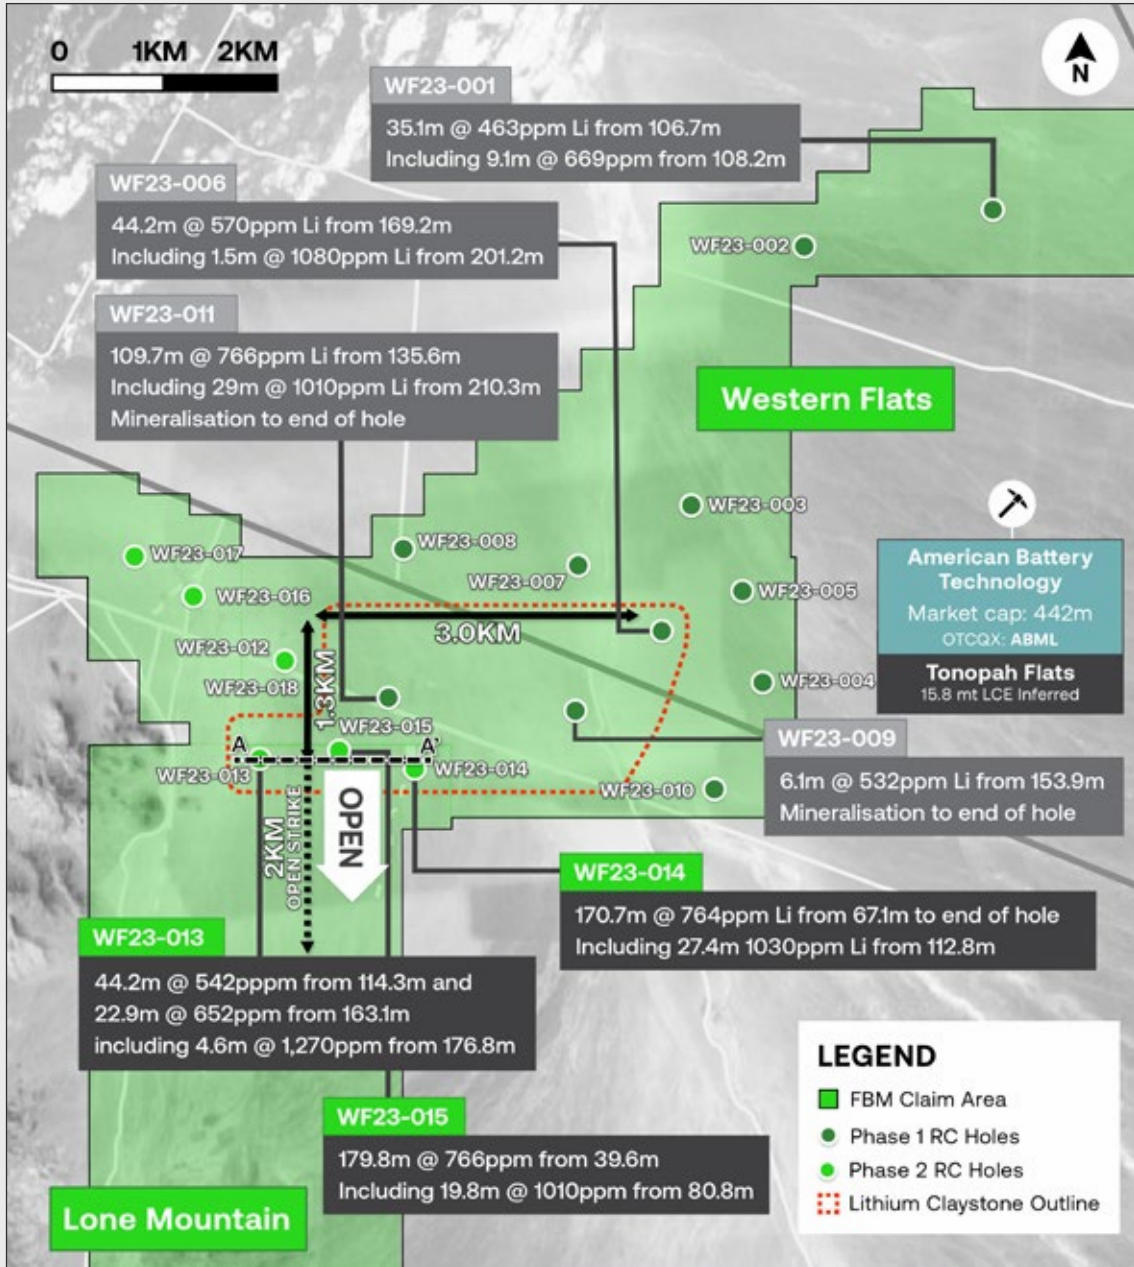 0 1KM 2KM
N
WF23-001
35.1m @ 463ppm Li from 106.7m
Including 9.1m @ 669ppm from 108.2m
WF23-006
44.2m @ 570ppm Li from 169.2m
Including 1.5m @ 1080ppm Li from 201.2m
WF23-002
WF23-011
109.7m @ 766ppm Li from 135.6m
Including 29m @ 1010ppm Li from 210.3m
Mineralisation to end of hole
Western Flats
WF23-003
WF23-008
WF23-017
WF23-007
WF23-005
WF23-016
American Battery
Technology
Market cap: 442m
OTCQX: ABML
Tonopah Flats
15.8 mt LCE Inferred
3.0KM
1.3KM
WF23-012
WF23-018
WF23-004
WF23-015
A A'
WF23-013
WF23-014
WF23-010
WF23-009
6.1m @ 532ppm Li from 153.9m
Mineralisation to end of hole
2KM
OPEN STRIKE
OPEN
WF23-014
170.7m @ 764ppm Li from 67.1m to end of hole
Including 27.4m 1030ppm Li from 112.8m
WF23-013
44.2m @ 542pppm from 114.3m and
22.9m @ 652ppm from 163.1m
including 4.6m @ 1,270ppm from 176.8m
WF23-015
179.8m @ 766ppm from 39.6m
Including 19.8m @ 1010ppm from 80.8m
Lone Mountain
LEGEND
FBM Claim Area
Phase 1 RC Holes
Phase 2 RC Holes
Lithium Claystone Outline